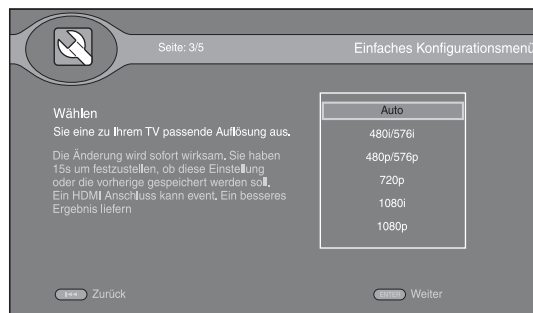 Seite: 3/5
Einfaches Konfigurationsmenü
Wählen
Sie eine zu Ihrem TV passende Auflösung aus.
Die Änderung wird sofort wirksam. Sie haben
15s um festzustellen, ob diese Einstellung
oder die vorherige gespeichert werden soll.
Ein HDMI Anschluss kann event. Ein besseres
Ergebnis liefern
Auto
480i/576i
480p/576p
720p
1080i
1080p
Zurück
ENTER Weiter